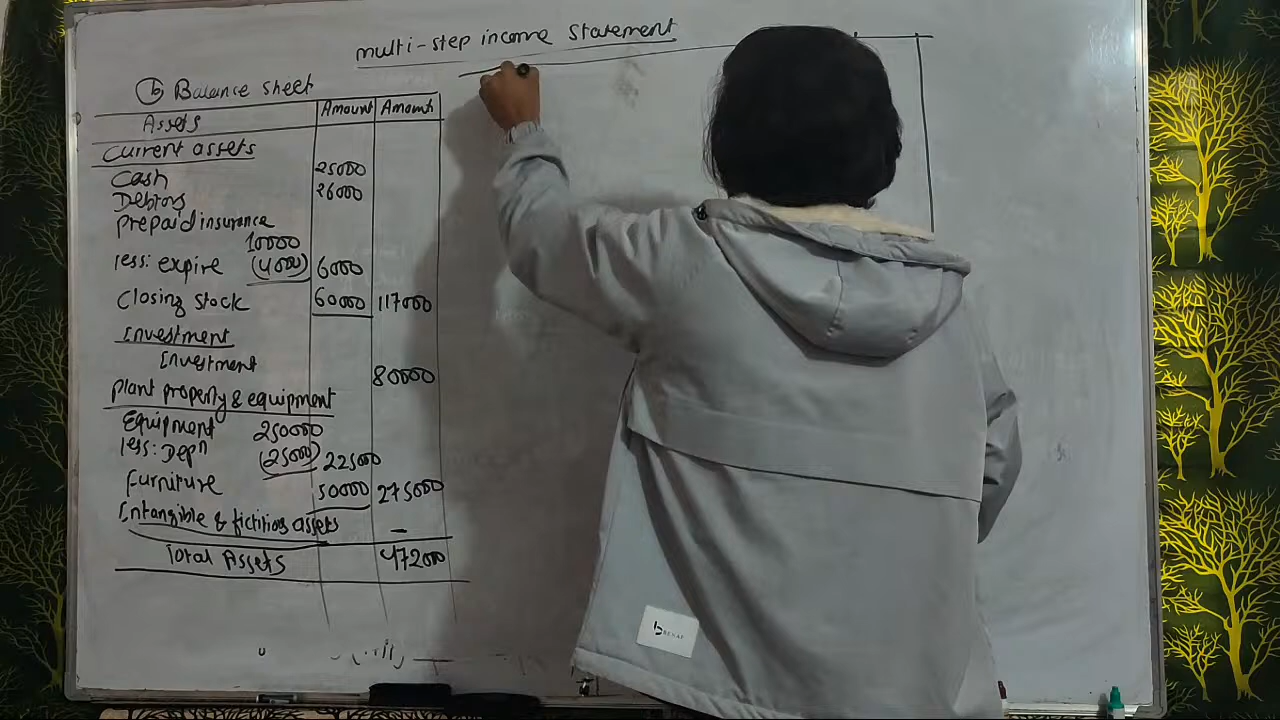 multi-step income statement
(b) Balance sheet
Assets Amount Amount
Current assets
Cash 25000
Debtors 26000
Prepaid insurance
10000
less: expire (4000) 6000
Closing stock 60000 117000
Investment
Investment 80000
Plant property & equipment
Equipment 250000
less: Depn (25000) 225000
Furniture 50000 275000
Intangible & fictitious assets -
Total Assets 472000
BENAF